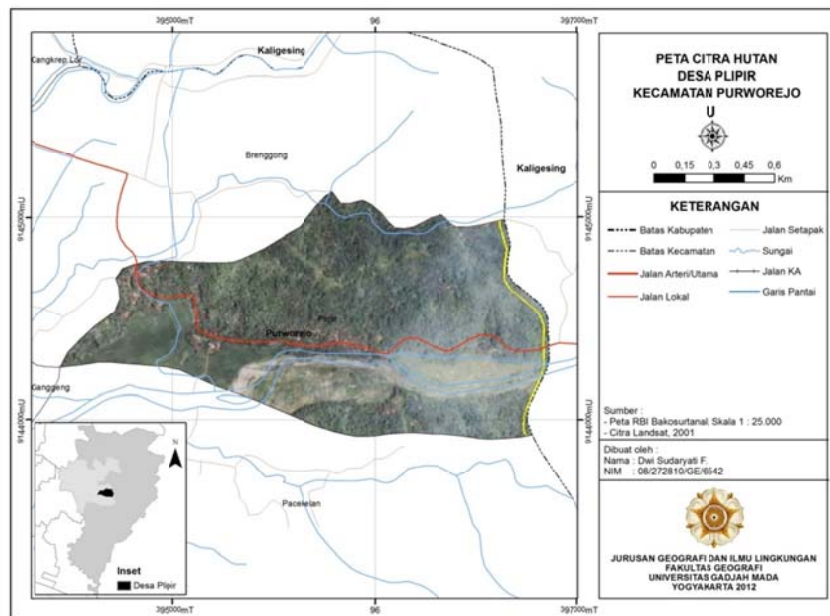 395000mT 96 397000mT
9145000mU
9144000mU
9145000mU
9144000mU
395000mT 96 397000mT
Kangkrep Lor
Kaligesing
Brenggong
Kaligesing
Purworejo
Ganggeng
Pacekelan
N
Inset
Desa Plipir
PETA CITRA HUTAN
DESA PLIPIR
KECAMATAN PURWOREJO
U
0 0,15 0,3 0,45 0,6
Km
KETERANGAN
Batas Kabupaten
Batas Kecamatan
Jalan Arteri/Utana
Jalan Lokal
Jalan Setapak
Sungai
Jalan KA
Garis Pantai
Sumber :
- Peta RBI Bakosurtanal Skala 1 : 25.000
- Citra Landsat, 2001
Dibuat oleh :
Nama : Dwi Sudaryati F.
NIM : 08/272810/GE/6542
JURUSAN GEOGRAFI DAN ILMU LINGKUNGAN
FAKULTAS GEOGRAFI
UNIVERSITAS GADJAH MADA
YOGYAKARTA 2012